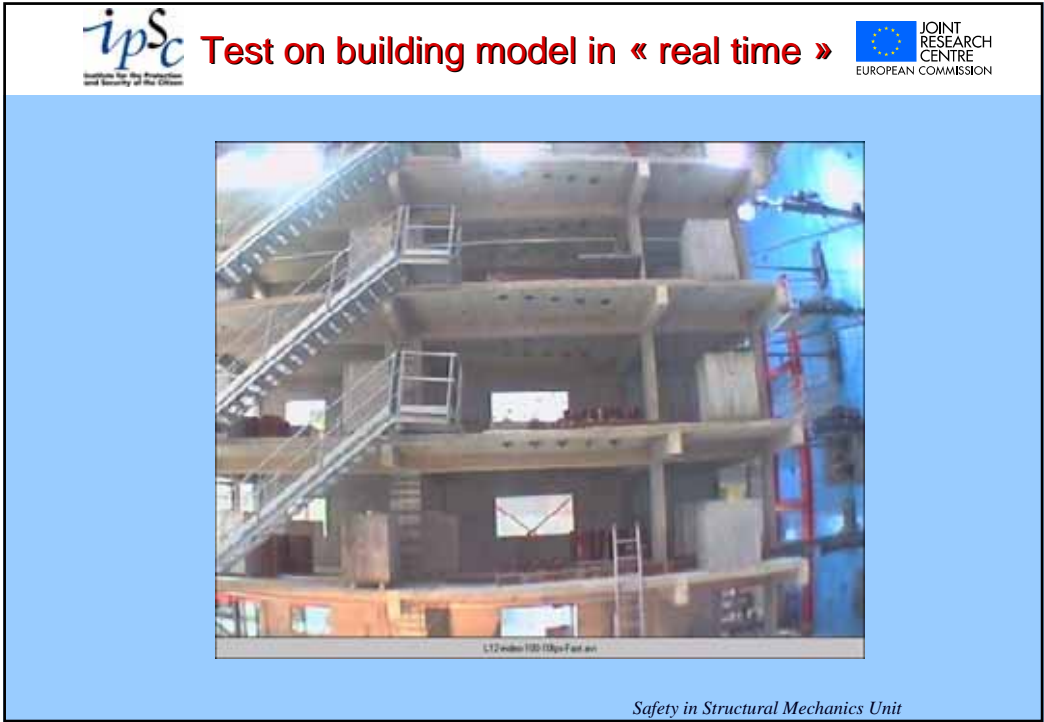 ipSc
Institute for the Protection
and Security of the Citizen
Test on building model in « real time »
JOINT
RESEARCH
CENTRE
EUROPEAN COMMISSION
Safety in Structural Mechanics Unit